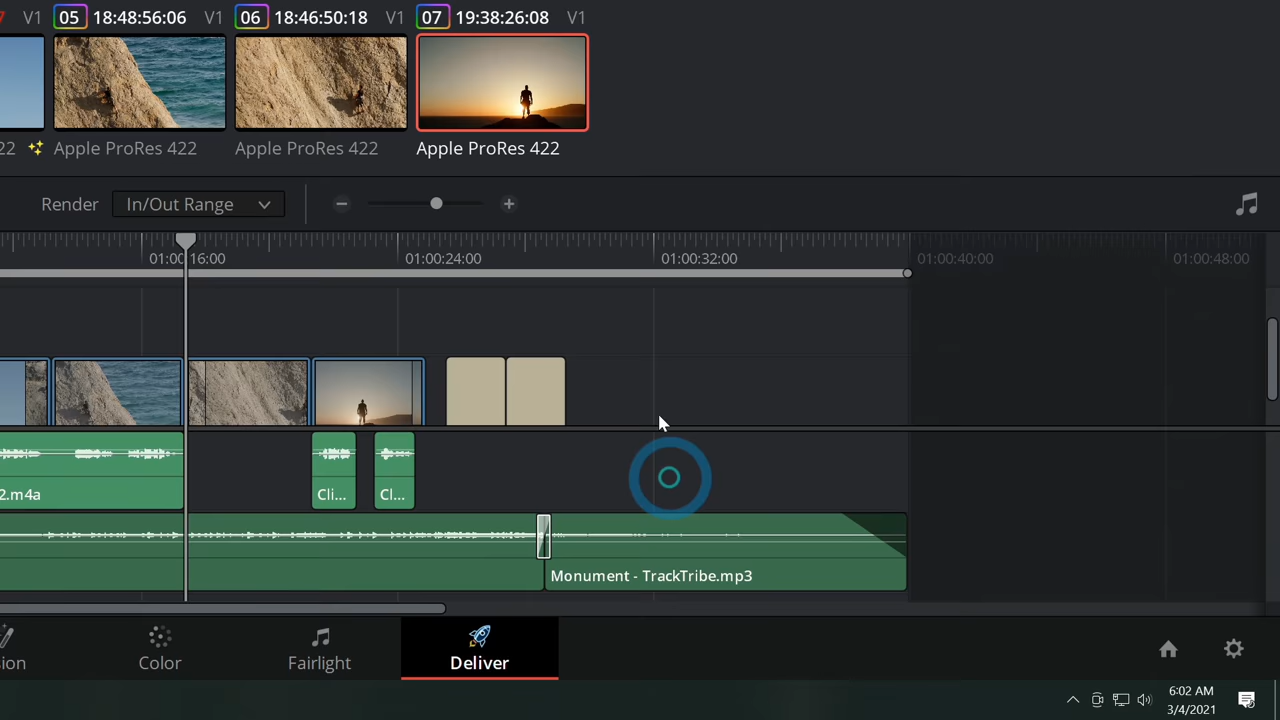 V1 05 18:48:56:06 V1 06 18:46:50:18 V1 07 19:38:26:08 V1
22 Apple ProRes 422 Apple ProRes 422 Apple ProRes 422
Render In/Out Range
01:00:16:00 01:00:24:00 01:00:32:00 01:00:40:00 01:00:48:00
2.m4a Cli... Cl...
Monument - TrackTribe.mp3
sion Color Fairlight Deliver
6:02 AM
3/4/2021